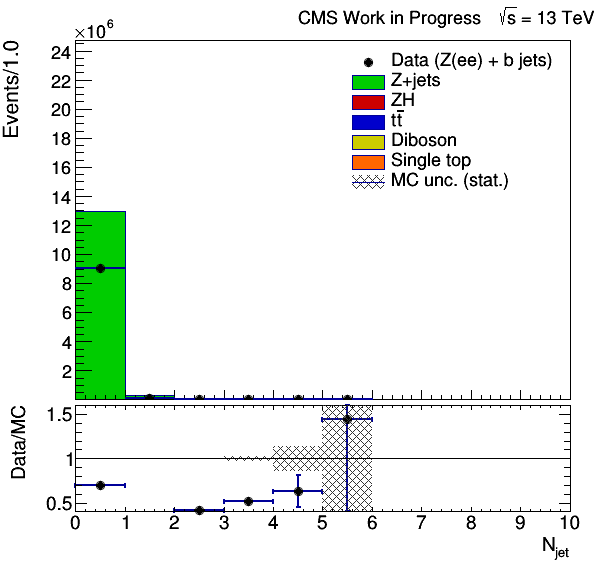 CMS Work in Progress √s = 13 TeV
×10⁶
Events/1.0
24
22
20
18
16
14
12
10
8
6
4
2
Data (Z(ee) + b jets)
Z+jets
ZH
tt̄
Diboson
Single top
MC unc. (stat.)
Data/MC
1.5
1
0.5
0 1 2 3 4 5 6 7 8 9 10
N_jet